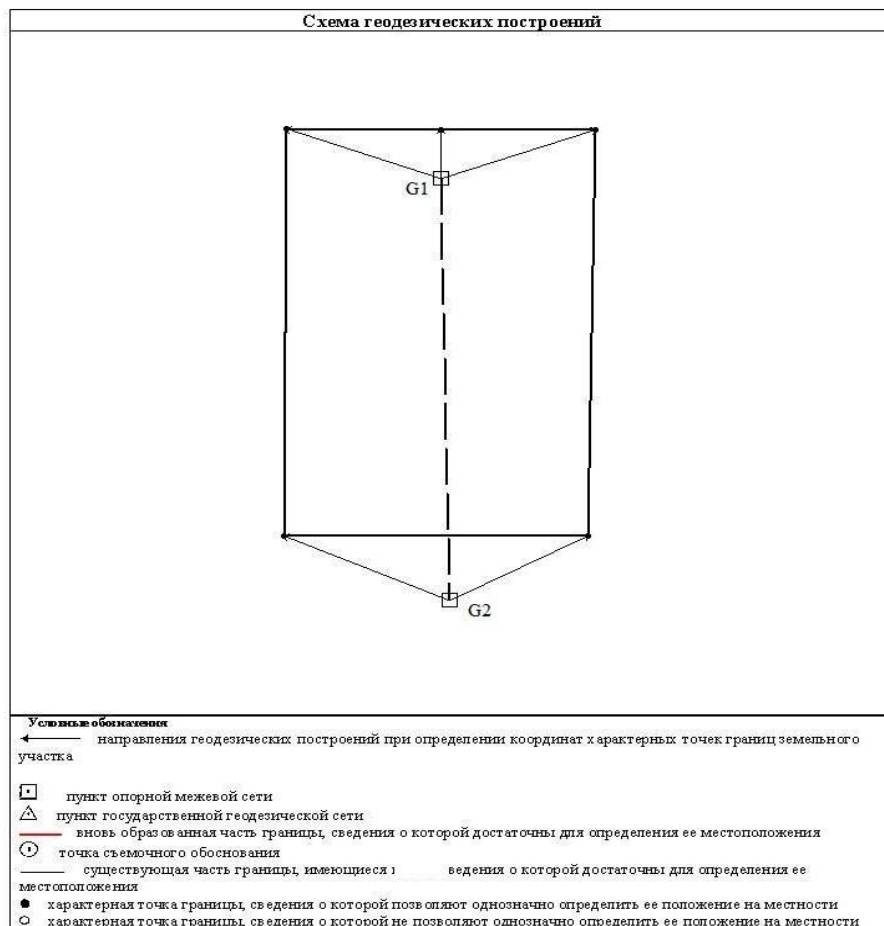 Схема геодезических построений
G1
G2
Условные обозначения
направления геодезических построений при определении координат характерных точек границ земельного
участка
пункт опорной межевой сети
пункт государственной геодезической сети
вновь образованная часть границы, сведения о которой достаточны для определения ее местоположения
точка съемочного обоснования
существующая часть границы, имеющиеся ведения о которой достаточны для определения ее
местоположения
характерная точка границы, сведения о которой позволяют однозначно определить ее положение на местности
характерная точка границы, сведения о которой не позволяют однозначно определить ее положение на местности